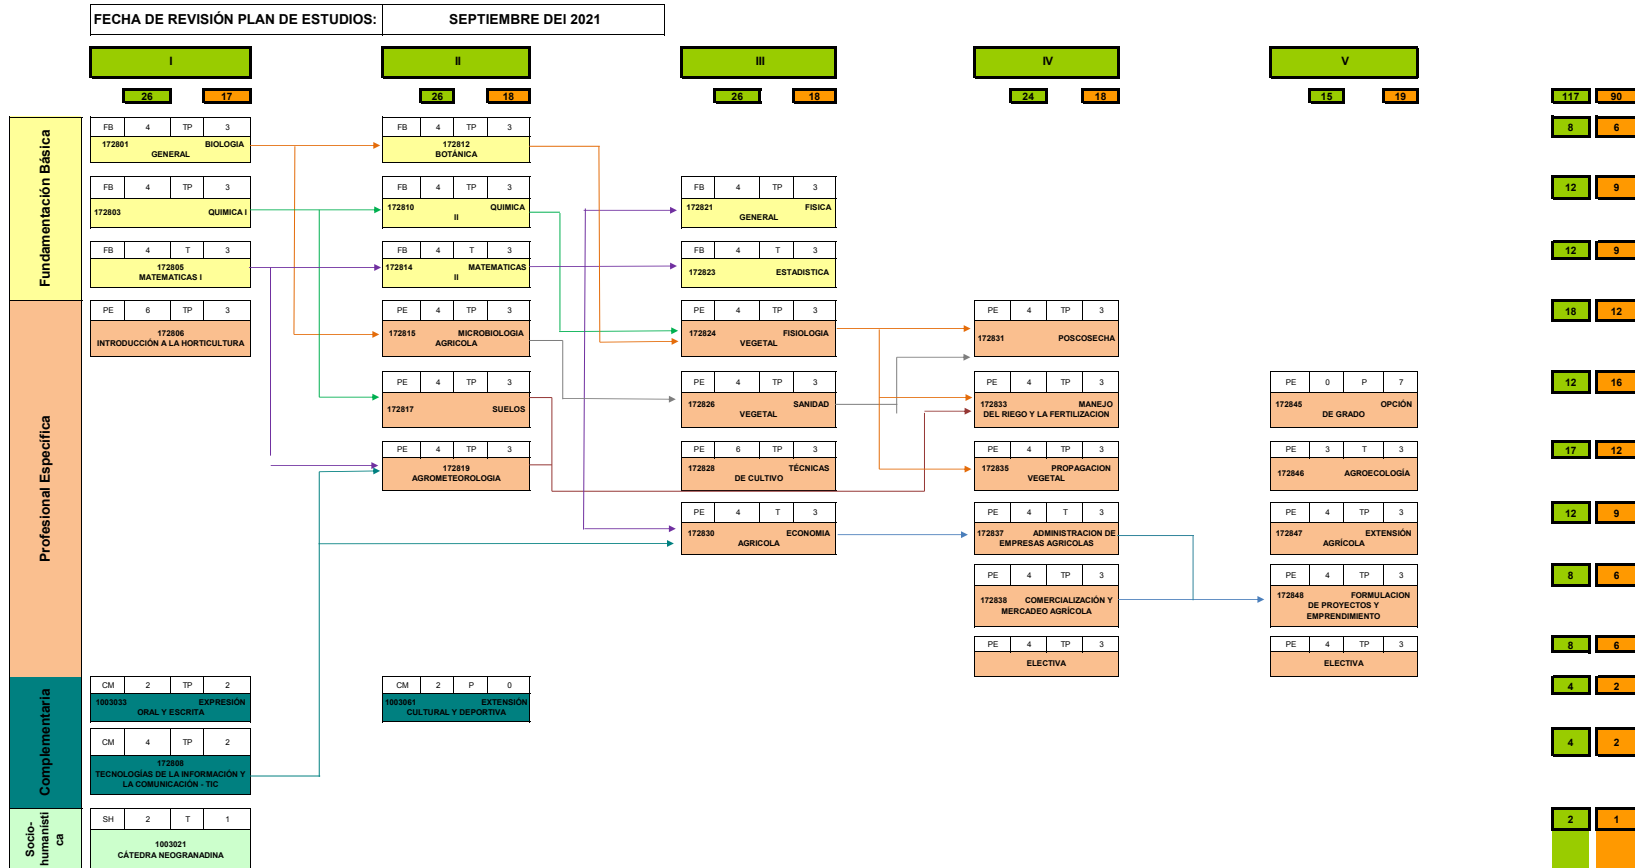 FECHA DE REVISIÓN PLAN DE ESTUDIOS: SEPTIEMBRE DEl 2021
I II III IV V
26 17 26 18 26 18 24 18 15 19 117 90
Fundamentación Básica
FB 4 TP 3 FB 4 TP 3 8 6
172801 BIOLOGIA
GENERAL
172812
BOTÁNICA
FB 4 TP 3 FB 4 TP 3 FB 4 TP 3 12 9
172803 QUIMICA I
172810 QUIMICA
II
172821 FISICA
GENERAL
FB 4 T 3 FB 4 T 3 FB 4 T 3 12 9
172805
MATEMATICAS I
172814 MATEMATICAS
II
172823 ESTADISTICA
Profesional Específica
PE 6 TP 3 PE 4 TP 3 PE 4 TP 3 PE 4 TP 3 18 12
172806
INTRODUCCIÓN A LA HORTICULTURA
172815 MICROBIOLOGIA
AGRICOLA
172824 FISIOLOGIA
VEGETAL
172831 POSCOSECHA
PE 4 TP 3 PE 4 TP 3 PE 4 TP 3 PE 0 P 7 12 16
172817 SUELOS
172826 SANIDAD
VEGETAL
172833 MANEJO
DEL RIEGO Y LA FERTILIZACION
172845 OPCIÓN
DE GRADO
PE 4 TP 3 PE 6 TP 3 PE 4 TP 3 PE 3 T 3 17 12
172819
AGROMETEOROLOGIA
172828 TÉCNICAS
DE CULTIVO
172835 PROPAGACION
VEGETAL
172846 AGROECOLOGÍA
PE 4 T 3 PE 4 T 3 PE 4 TP 3 12 9
172830 ECONOMIA
AGRICOLA
172837 ADMINISTRACION DE
EMPRESAS AGRICOLAS
172847 EXTENSIÓN
AGRÍCOLA
PE 4 TP 3 PE 4 TP 3 8 6
172838 COMERCIALIZACIÓN Y
MERCADEO AGRÍCOLA
172848 FORMULACION
DE PROYECTOS Y
EMPRENDIMIENTO
PE 4 TP 3 PE 4 TP 3 8 6
ELECTIVA ELECTIVA
Complementaria
CM 2 TP 2 CM 2 P 0 4 2
1003033 EXPRESIÓN
ORAL Y ESCRITA
1003061 EXTENSIÓN
CULTURAL Y DEPORTIVA
CM 4 TP 2 4 2
172808
TECNOLOGÍAS DE LA INFORMACIÓN Y
LA COMUNICACIÓN - TIC
Socio-
humanísti
ca
SH 2 T 1 2 1
1003021
CÁTEDRA NEOGRANADINA